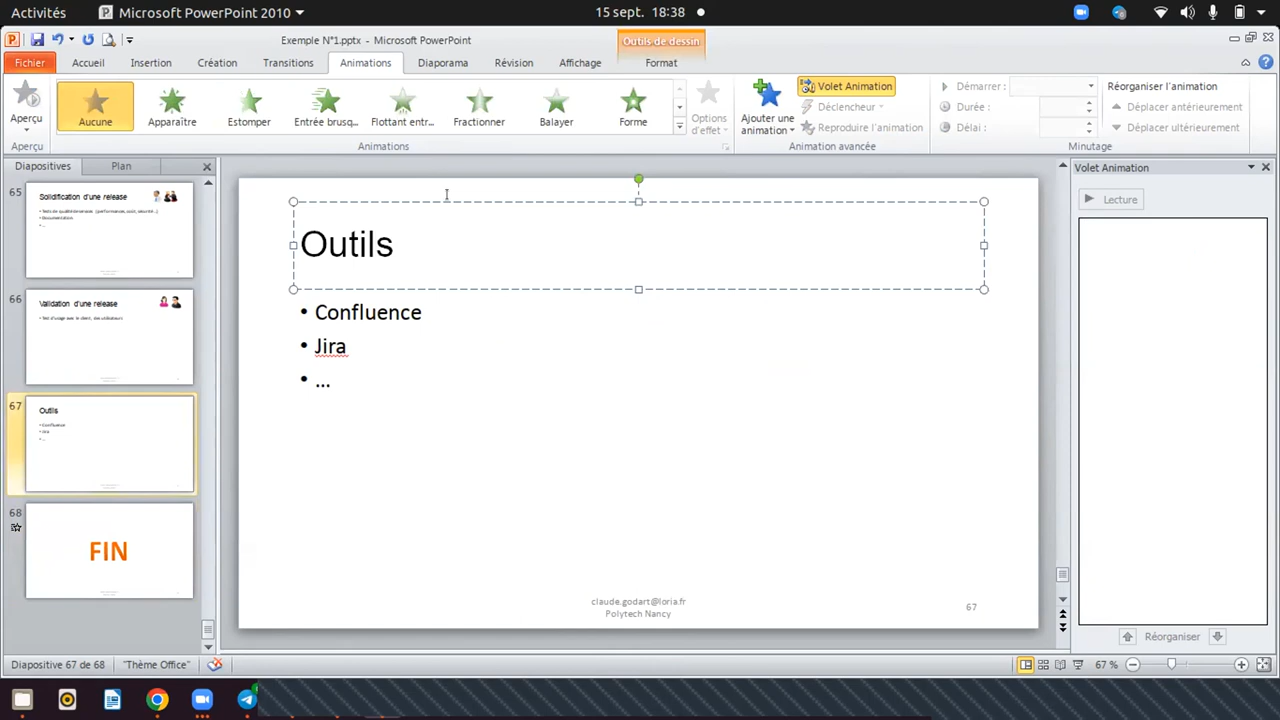 Activités
Microsoft PowerPoint 2010
15 sept. 18:38
Exemple N°1.pptx - Microsoft PowerPoint
Outils de dessin
Fichier
Accueil
Insertion
Création
Transitions
Animations
Diaporama
Révision
Affichage
Format
Aperçu
Aucune
Apparaître
Estomper
Entrée brusq...
Flottant entr...
Fractionner
Balayer
Forme
Options d'effet
Ajouter une animation
Volet Animation
Déclencheur
Reproduire l'animation
Démarrer :
Durée :
Délai :
Réorganiser l'animation
Déplacer antérieurement
Déplacer ultérieurement
Aperçu
Animations
Animation avancée
Minutage
Diapositives
Plan
65
Solidification d'une release
Documentation
...
66
Validation d'une release
67
Outils
Confluence
Jira
...
68
FIN
Outils
• Confluence
• Jira
• ...
claude.godart@loria.fr
Polytech Nancy
67
Volet Animation
Lecture
Réorganiser
Diapositive 67 de 68
"Thème Office"
67 %